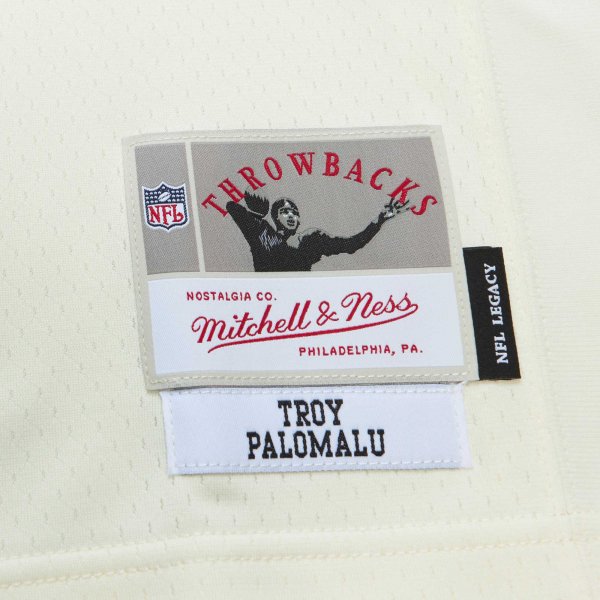 THROWBACKS
NFL
NOSTALGIA CO.
Mitchell & Ness
PHILADELPHIA, PA.
NFL LEGACY
TROY
PALOMALU